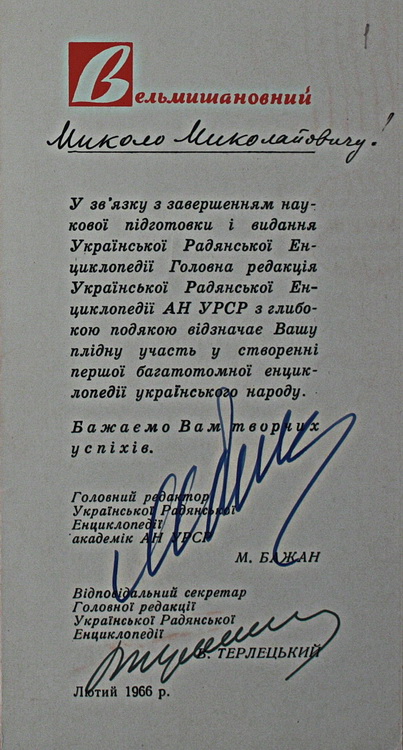 Вельмишановний
Миколо Миколайовичу!
У зв'язку з завершенням нау-
кової підготовки і видання
Української Радянської Ен-
циклопедії Головна редакція
Української Радянської Ен-
циклопедії АН УРСР з глибо-
кою подякою відзначає Вашу
плідну участь у створенні
першої багатотомної енцик-
лопедії українського народу.
Бажаємо Вам творчих
успіхів.
Головний редактор
Української Радянської
Енциклопедії
академік АН УРСР
М. БАЖАН
Відповідальний секретар
Головної редакції
Української Радянської
Енциклопедії
ТЕРЛЕЦЬКИЙ
Лютий 1966 р.